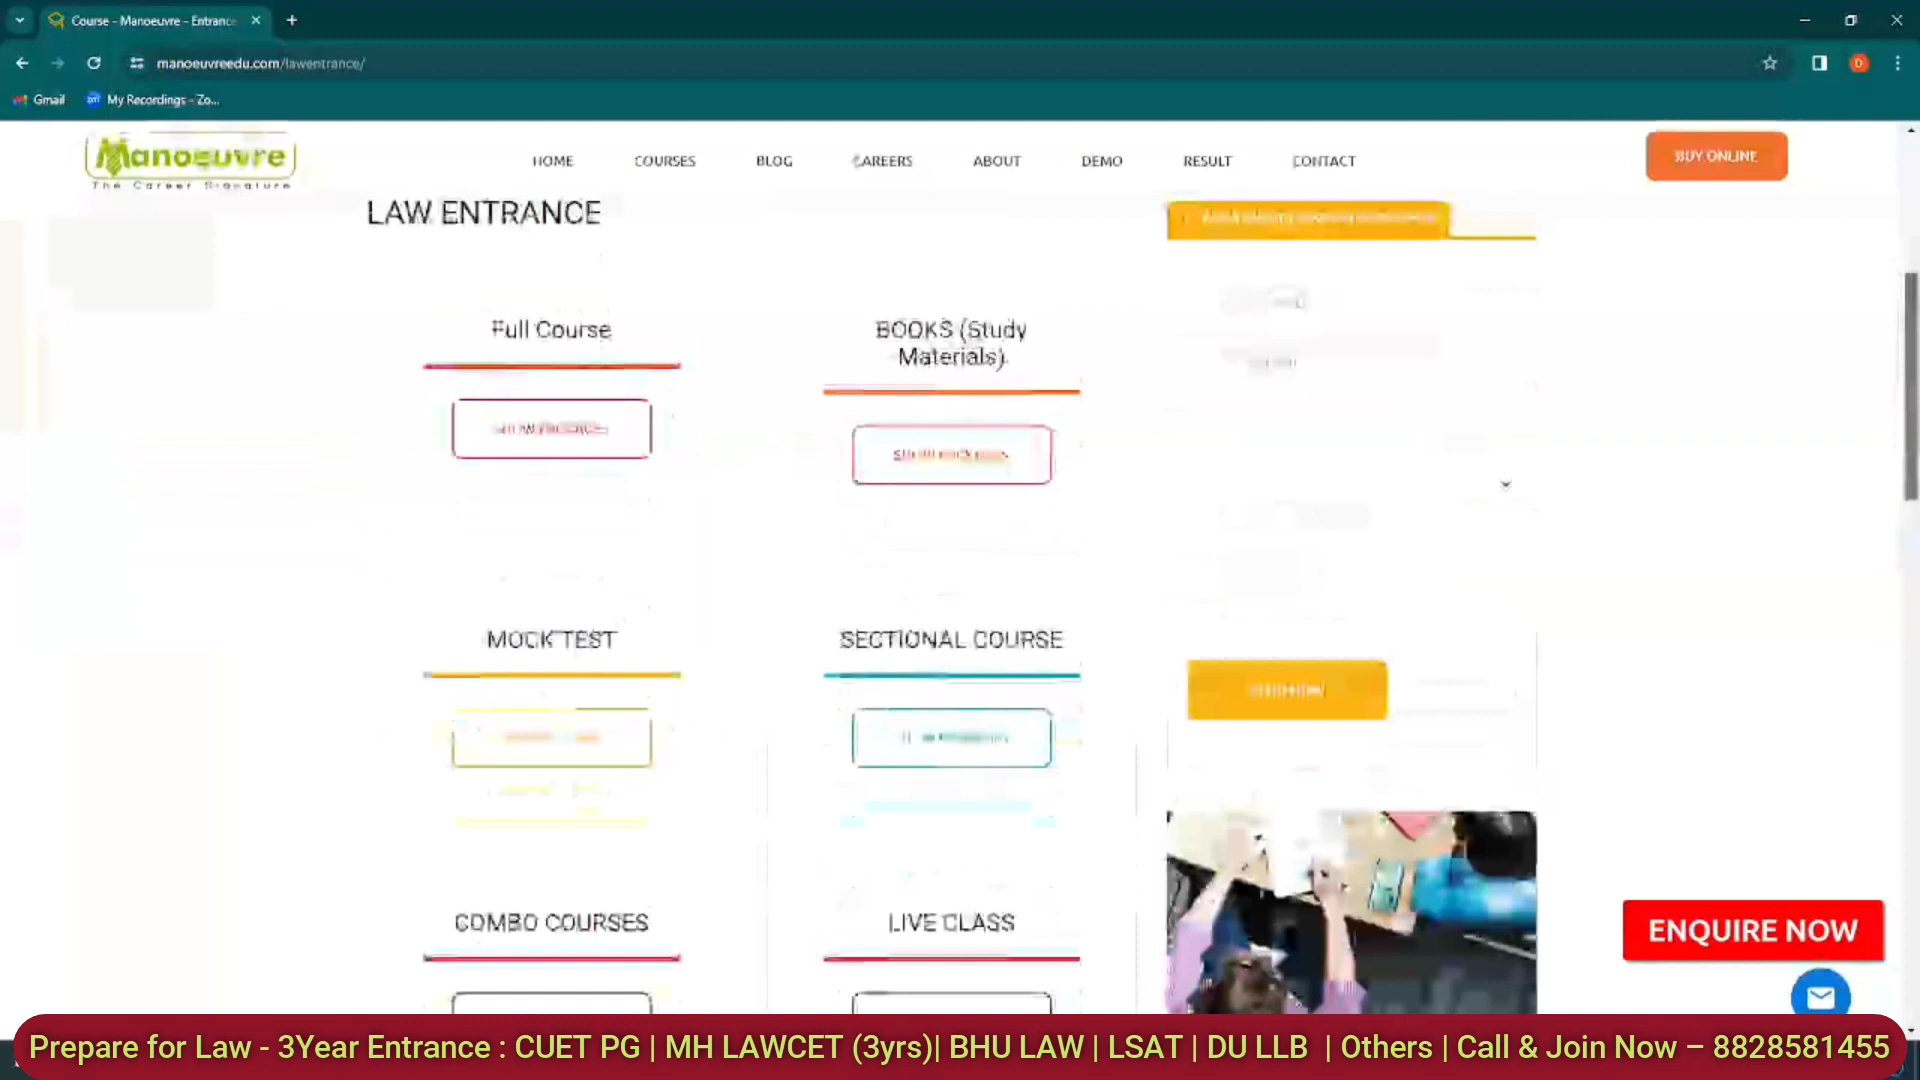 Course - Manoeuvre - Entrance
manoeuvreedu.com/lawentrance/
Gmail
My Recordings - Zo...
Manoeuvre
The Career Signature
HOME
COURSES
BLOG
CAREERS
ABOUT
DEMO
RESULT
CONTACT
BUY ONLINE
LAW ENTRANCE
Full Course
BOOKS (Study
Materials)
MOCK TEST
SECTIONAL COURSE
COMBO COURSES
LIVE CLASS
ENQUIRE NOW
Prepare for Law - 3Year Entrance : CUET PG | MH LAWCET (3yrs)| BHU LAW | LSAT | DU LLB | Others | Call & Join Now – 8828581455